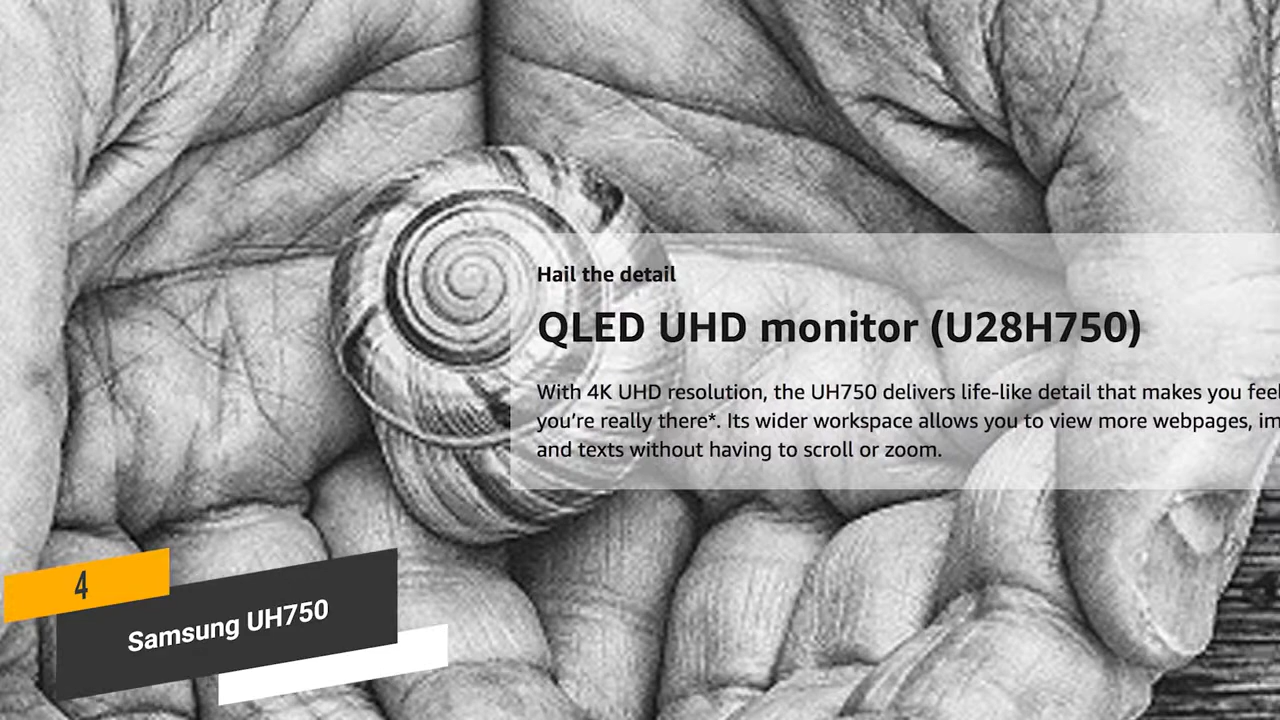 Hail the detail
QLED UHD monitor (U28H750)
With 4K UHD resolution, the UH750 delivers life-like detail that makes you feel
you're really there*. Its wider workspace allows you to view more webpages, im
and texts without having to scroll or zoom.
4
Samsung UH750